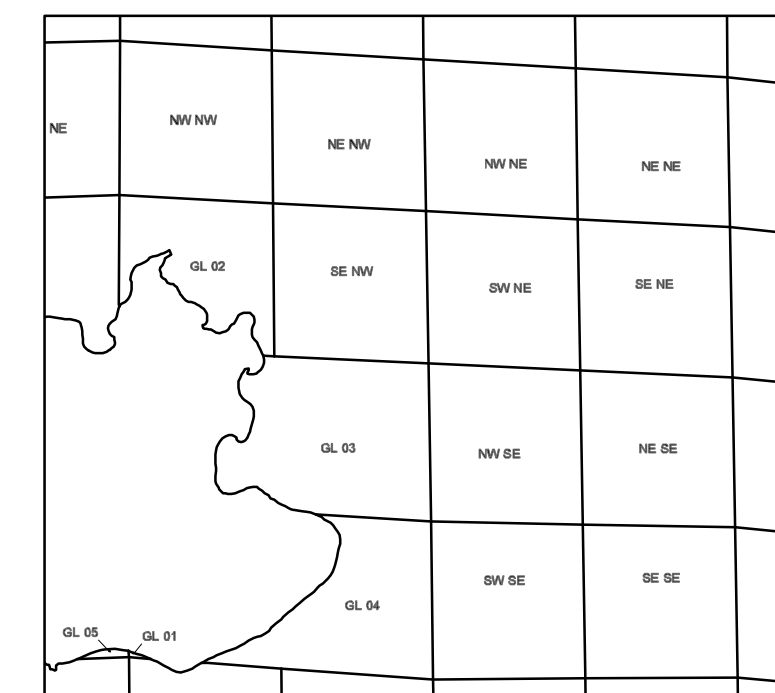 NE
NW NW
NE NW
NW NE
NE NE
GL 02
SE NW
SW NE
SE NE
GL 03
NW SE
NE SE
GL 04
SW SE
SE SE
GL 05
GL 01